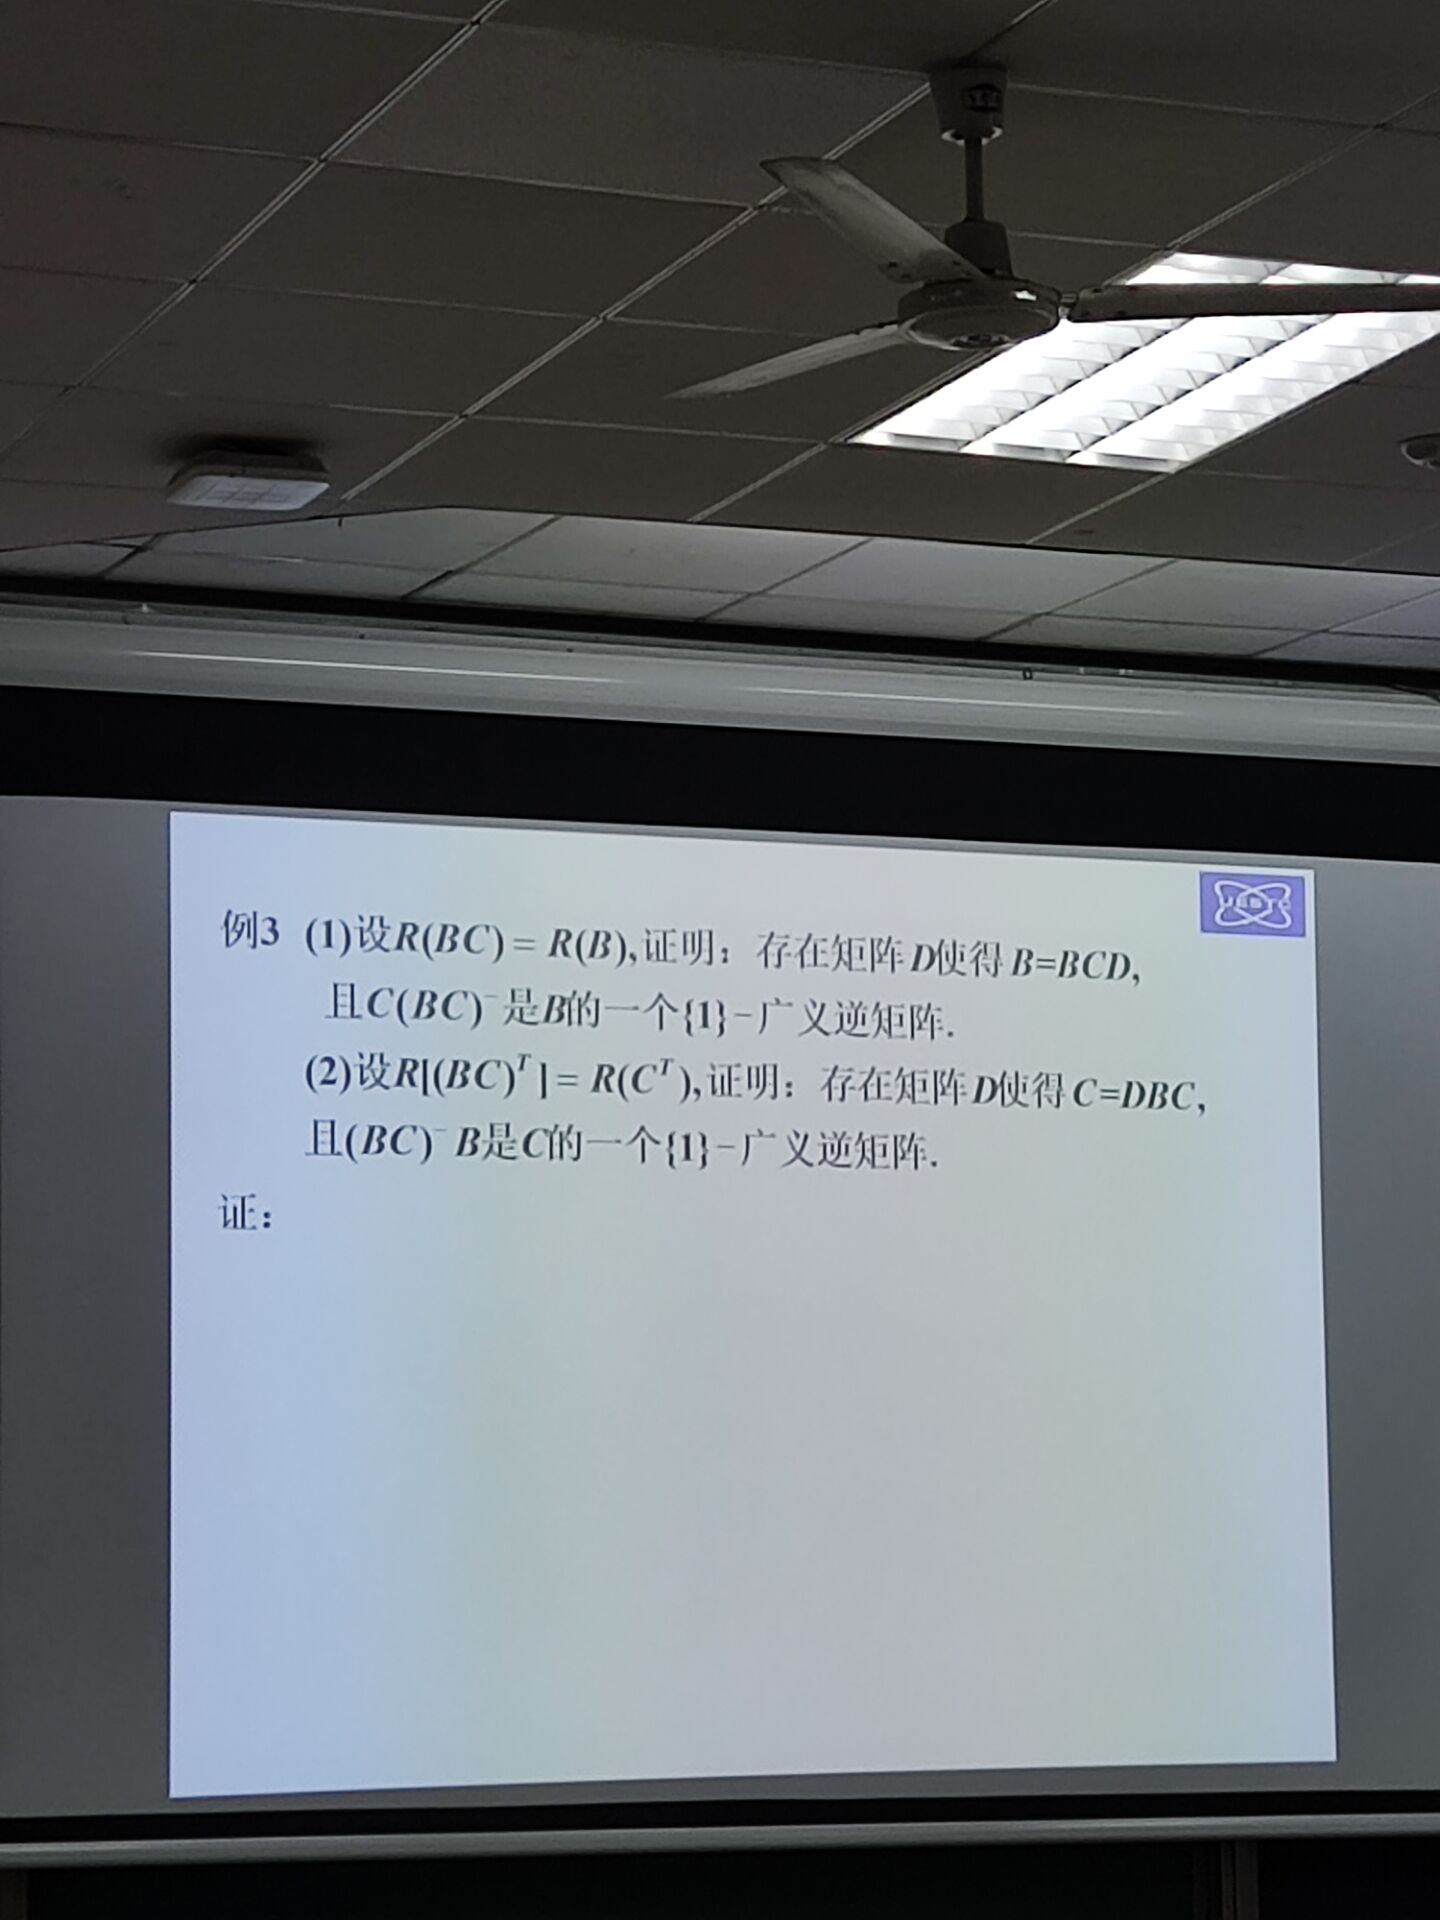 例3 (1)设R(BC) = R(B),证明：存在矩阵D使得B=BCD,
且C(BC)⁻是B的一个{1}-广义逆矩阵.
(2)设R[(BC)ᵀ] = R(Cᵀ),证明：存在矩阵D使得C=DBC,
且(BC)⁻B是C的一个{1}-广义逆矩阵.
证：